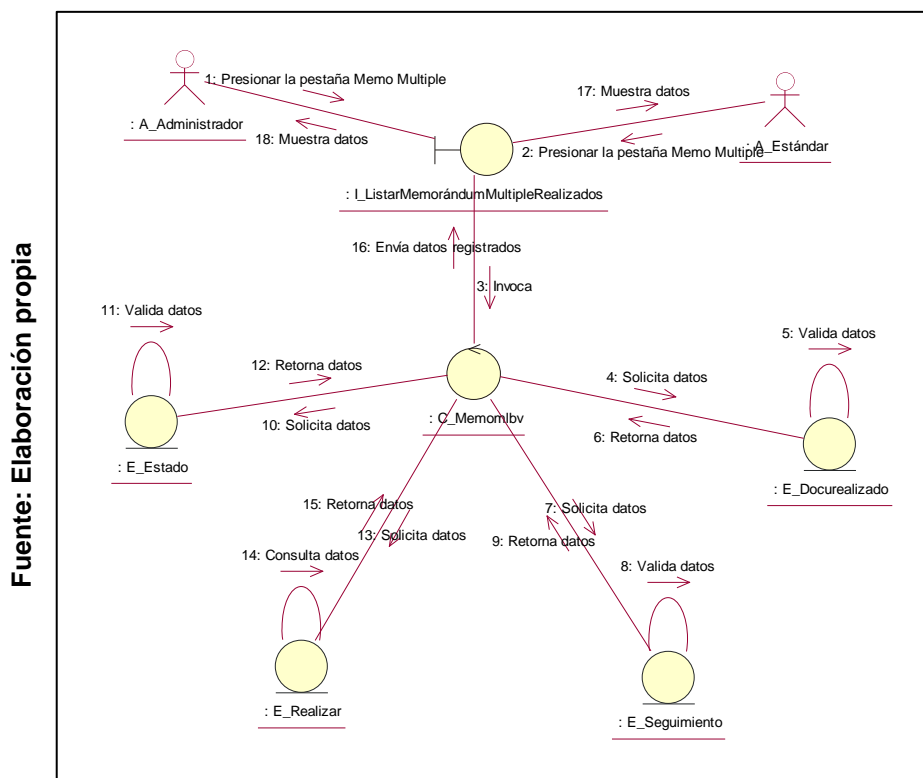 1: Presionar la pestaña Memo Multiple
17: Muestra datos
: A_Administrador
18: Muestra datos
2: Presionar la pestaña Memo Multiple
: A_Estándar
: I_ListarMemorándumMultipleRealizados
16: Envía datos registrados
3: Invoca
11: Valida datos
5: Valida datos
12: Retorna datos
4: Solicita datos
10: Solicita datos
: C_Memomlbv
6: Retorna datos
: E_Estado
: E_Docurealizado
15: Retorna datos
7: Solicita datos
13: Solicita datos
9: Retorna datos
14: Consulta datos
8: Valida datos
: E_Realizar
: E_Seguimiento
Fuente: Elaboración propia